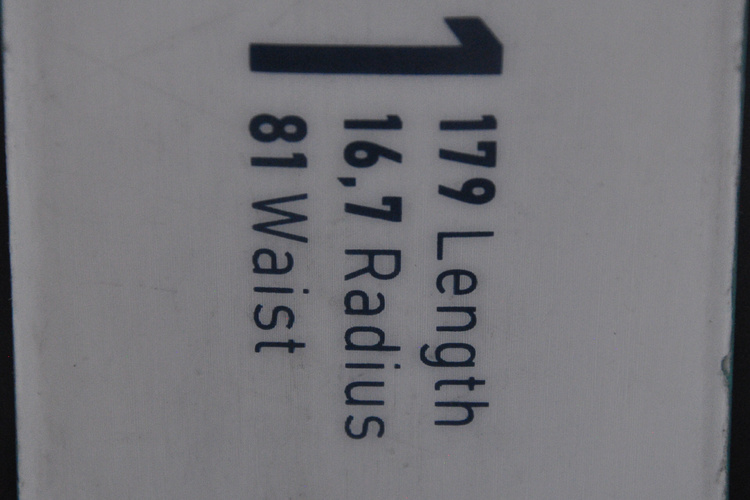 1
179 Length
16,7 Radius
81 Waist